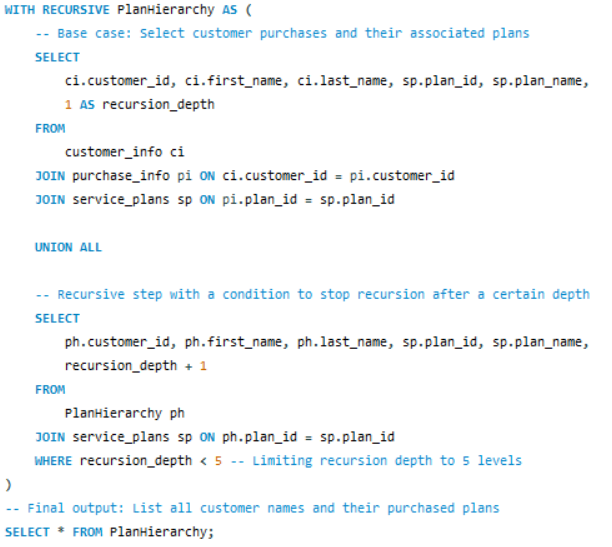 WITH RECURSIVE PlanHierarchy AS (
    -- Base case: Select customer purchases and their associated plans
    SELECT
        ci.customer_id, ci.first_name, ci.last_name, sp.plan_id, sp.plan_name,
        1 AS recursion_depth
    FROM
        customer_info ci
    JOIN purchase_info pi ON ci.customer_id = pi.customer_id
    JOIN service_plans sp ON pi.plan_id = sp.plan_id

    UNION ALL

    -- Recursive step with a condition to stop recursion after a certain depth
    SELECT
        ph.customer_id, ph.first_name, ph.last_name, sp.plan_id, sp.plan_name,
        recursion_depth + 1
    FROM
        PlanHierarchy ph
    JOIN service_plans sp ON ph.plan_id = sp.plan_id
    WHERE recursion_depth < 5 -- Limiting recursion depth to 5 levels
)
-- Final output: List all customer names and their purchased plans
SELECT * FROM PlanHierarchy;